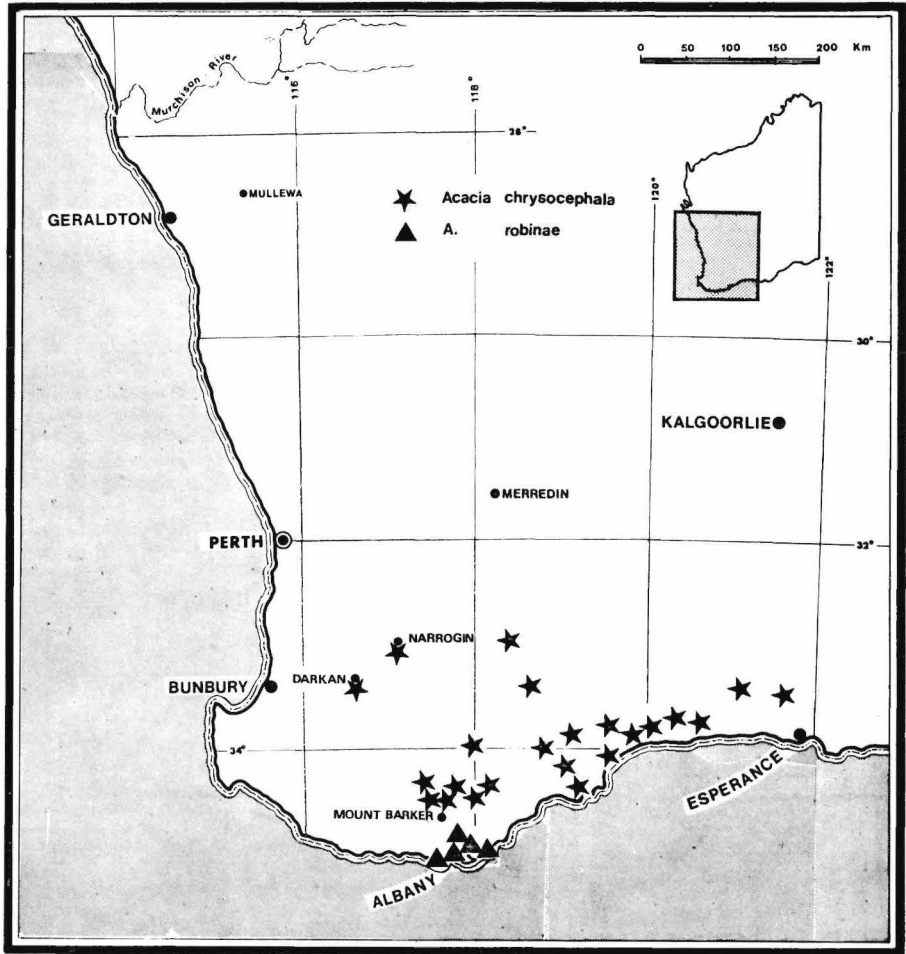 0 50 100 150 200 Km
Murchison River
116°
118°
28°
120°
122°
MULLEWA
Acacia chrysocephala
A. robinae
GERALDTON
30°
KALGOORLIE
MERREDIN
PERTH
32°
NARROGIN
DARKAN
BUNBURY
34°
ESPERANCE
MOUNT BARKER
ALBANY